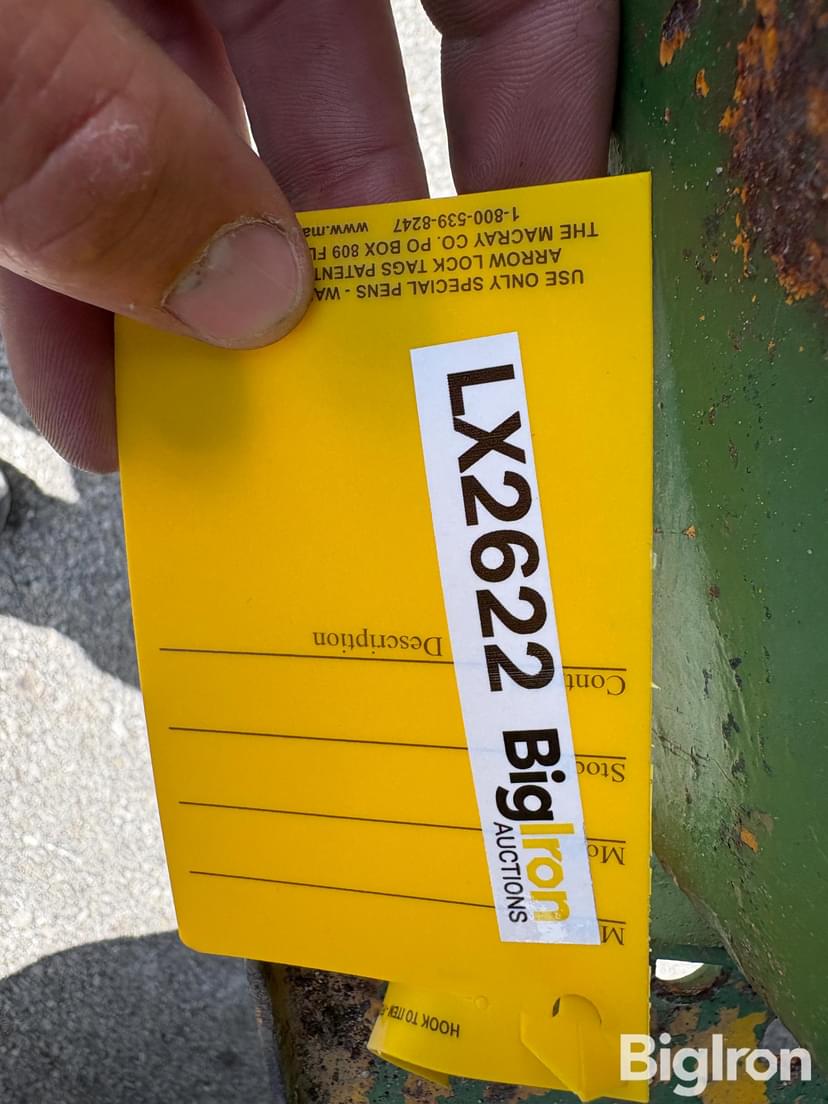 LX2622 BigIron
AUCTIONS
HOOK TO ITEM
M
Mo
Stoc
Cont
Description
USE ONLY SPECIAL PENS - WA
ARROW LOCK TAGS PATENT
THE MACRAY CO. PO BOX 809 FL
1-800-539-8247 www.ma
BigIron